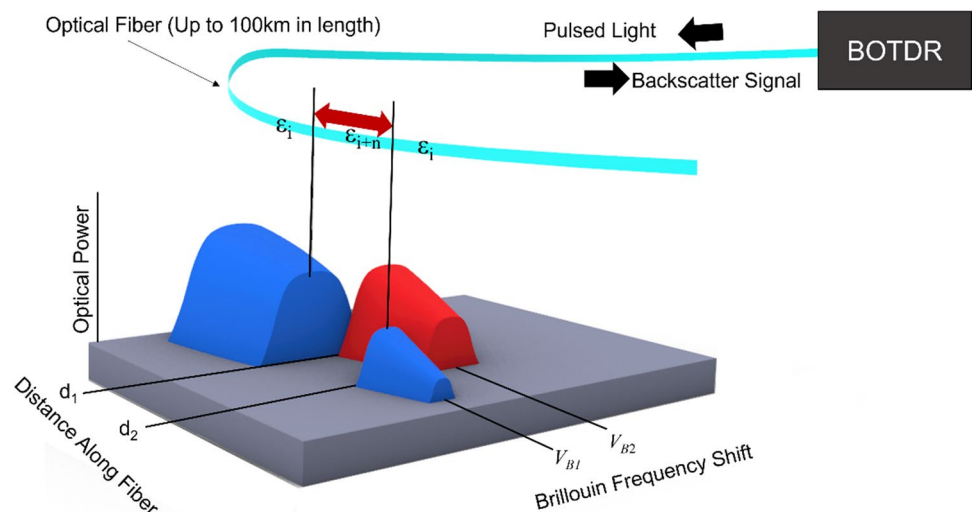 Optical Fiber (Up to 100km in length)
Pulsed Light
BOTDR
Backscatter Signal
εi
εi+n
εi
Optical Power
d1
d2
Distance Along Fiber
VB1
VB2
Brillouin Frequency Shift